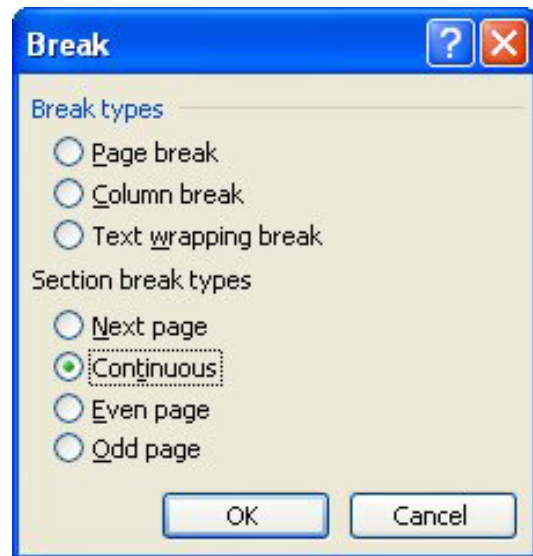 Break ?
Break types
Page break
Column break
Text wrapping break
Section break types
Next page
Continuous
Even page
Odd page
OK Cancel